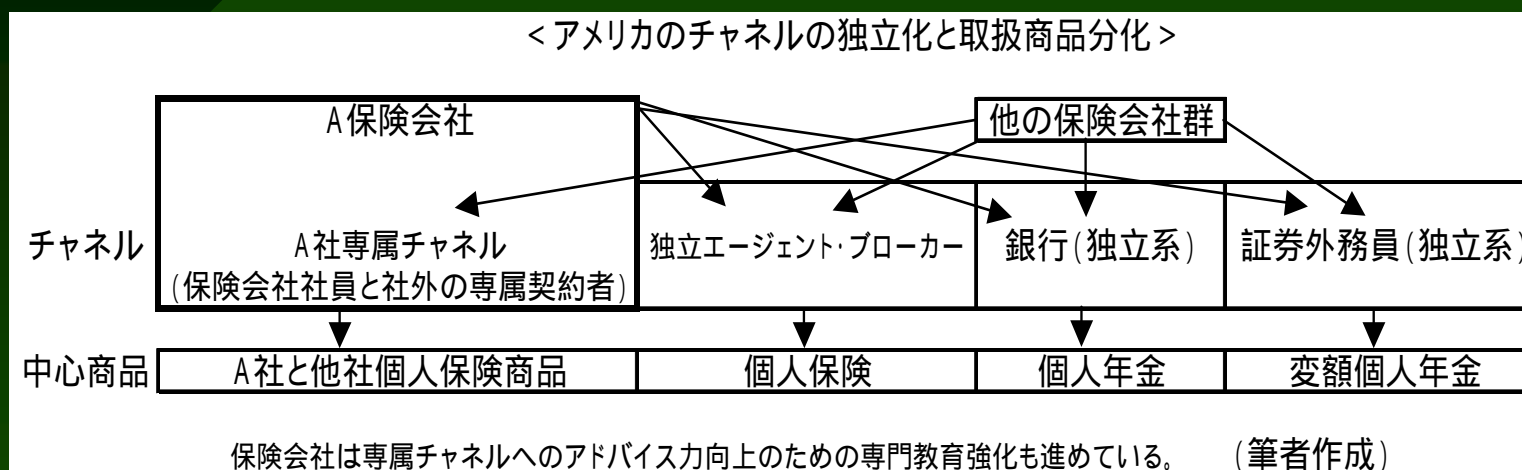 ＜アメリカのチャネルの独立化と取扱商品分化＞
A保険会社
他の保険会社群
チャネル
A社専属チャネル
(保険会社社員と社外の専属契約者)
独立エージェント･ブローカー
銀行(独立系)
証券外務員(独立系)
中心商品
A社と他社個人保険商品
個人保険
個人年金
変額個人年金
保険会社は専属チャネルへのアドバイス力向上のための専門教育強化も進めている。 (筆者作成)